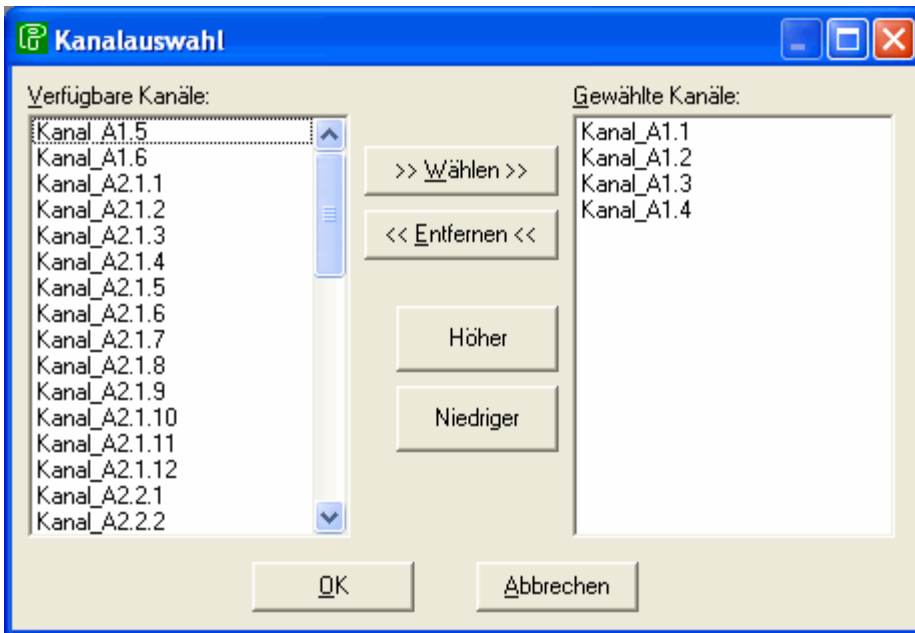 Kanalauswahl
Verfügbare Kanäle:
Kanal_A1.5
Kanal_A1.6
Kanal_A2.1.1
Kanal_A2.1.2
Kanal_A2.1.3
Kanal_A2.1.4
Kanal_A2.1.5
Kanal_A2.1.6
Kanal_A2.1.7
Kanal_A2.1.8
Kanal_A2.1.9
Kanal_A2.1.10
Kanal_A2.1.11
Kanal_A2.1.12
Kanal_A2.2.1
Kanal_A2.2.2
>> Wählen >>
<< Entfernen <<
Höher
Niedriger
Gewählte Kanäle:
Kanal_A1.1
Kanal_A1.2
Kanal_A1.3
Kanal_A1.4
OK
Abbrechen